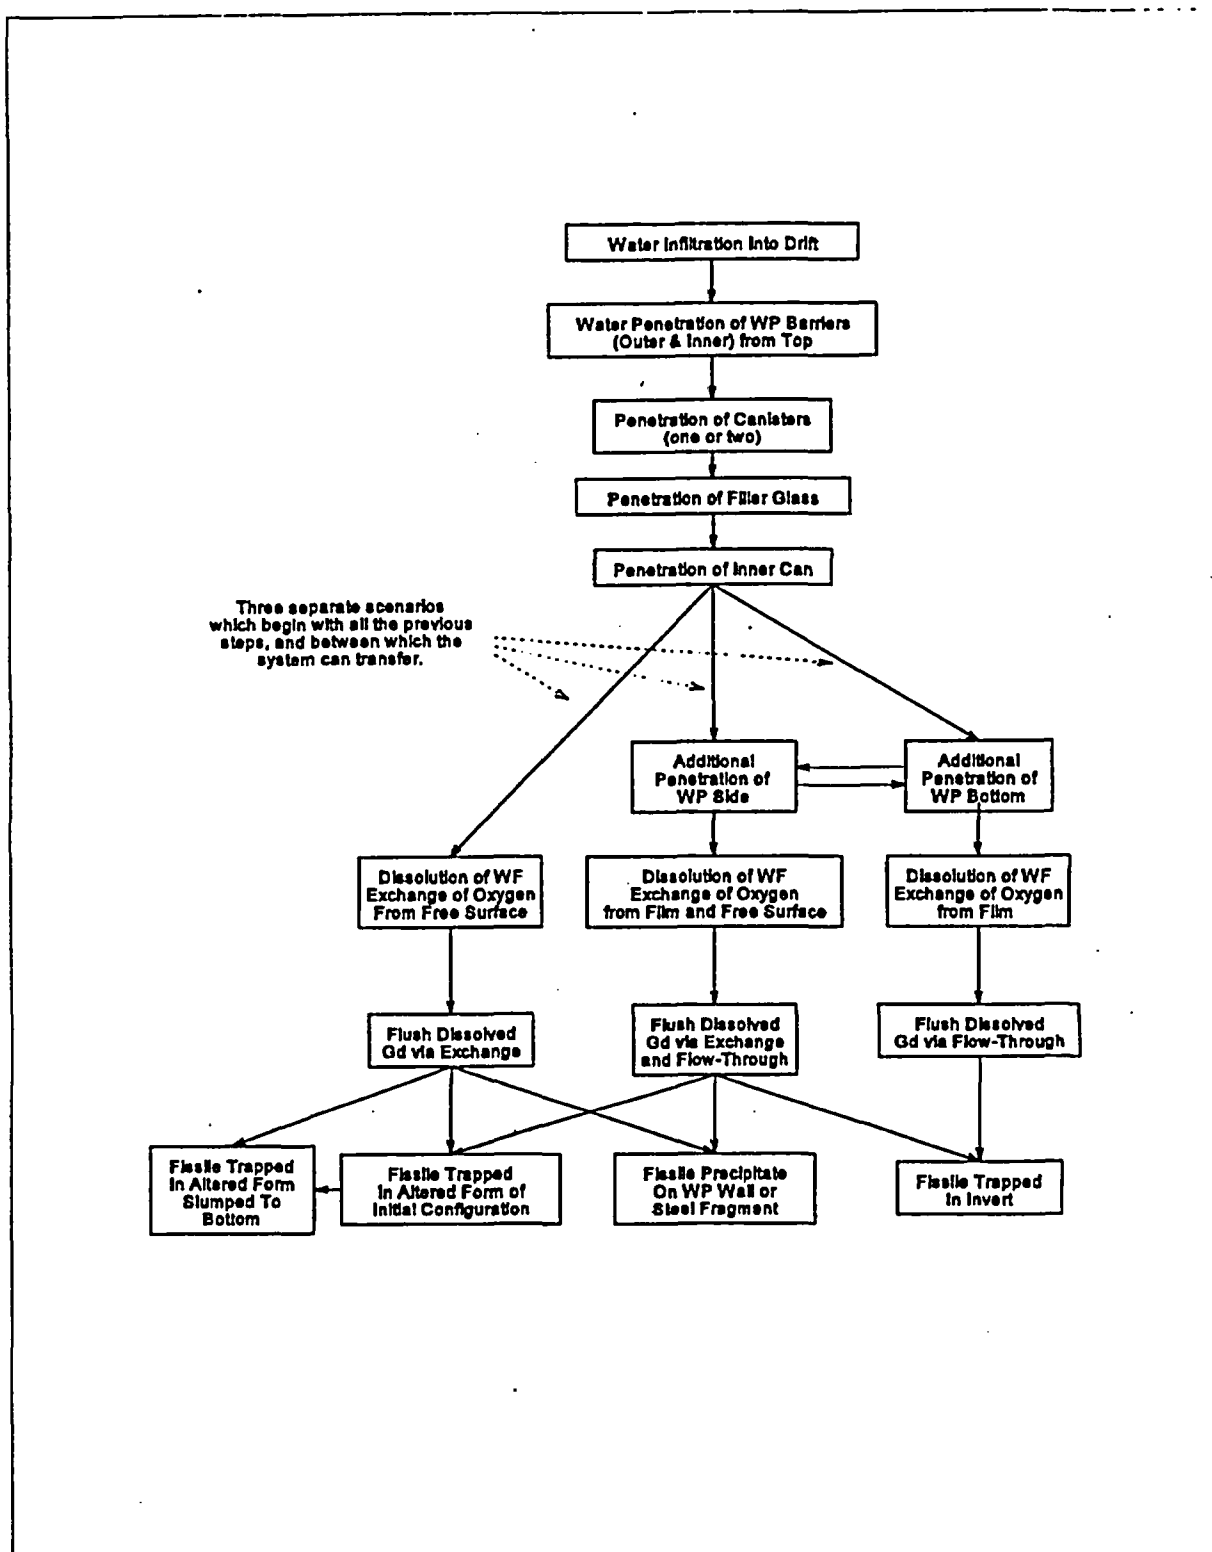 Water Infiltration Into Drift
Water Penetration of WP Barriers
(Outer & Inner) from Top
Penetration of Canisters
(one or two)
Penetration of Filler Glass
Penetration of Inner Can
Three separate scenarios
which begin with all the previous
steps, and between which the
system can transfer.
Additional
Penetration of
WP Side
Additional
Penetration of
WP Bottom
Dissolution of WF
Exchange of Oxygen
From Free Surface
Dissolution of WF
Exchange of Oxygen
from Film and Free Surface
Dissolution of WF
Exchange of Oxygen
from Film
Flush Dissolved
Gd via Exchange
Flush Dissolved
Gd via Exchange
and Flow-Through
Flush Dissolved
Gd via Flow-Through
Fissile Trapped
In Altered Form
Slumped To
Bottom
Fissile Trapped
In Altered Form of
Initial Configuration
Fissile Precipitate
On WP Wall or
Steel Fragment
Fissile Trapped
In Invert